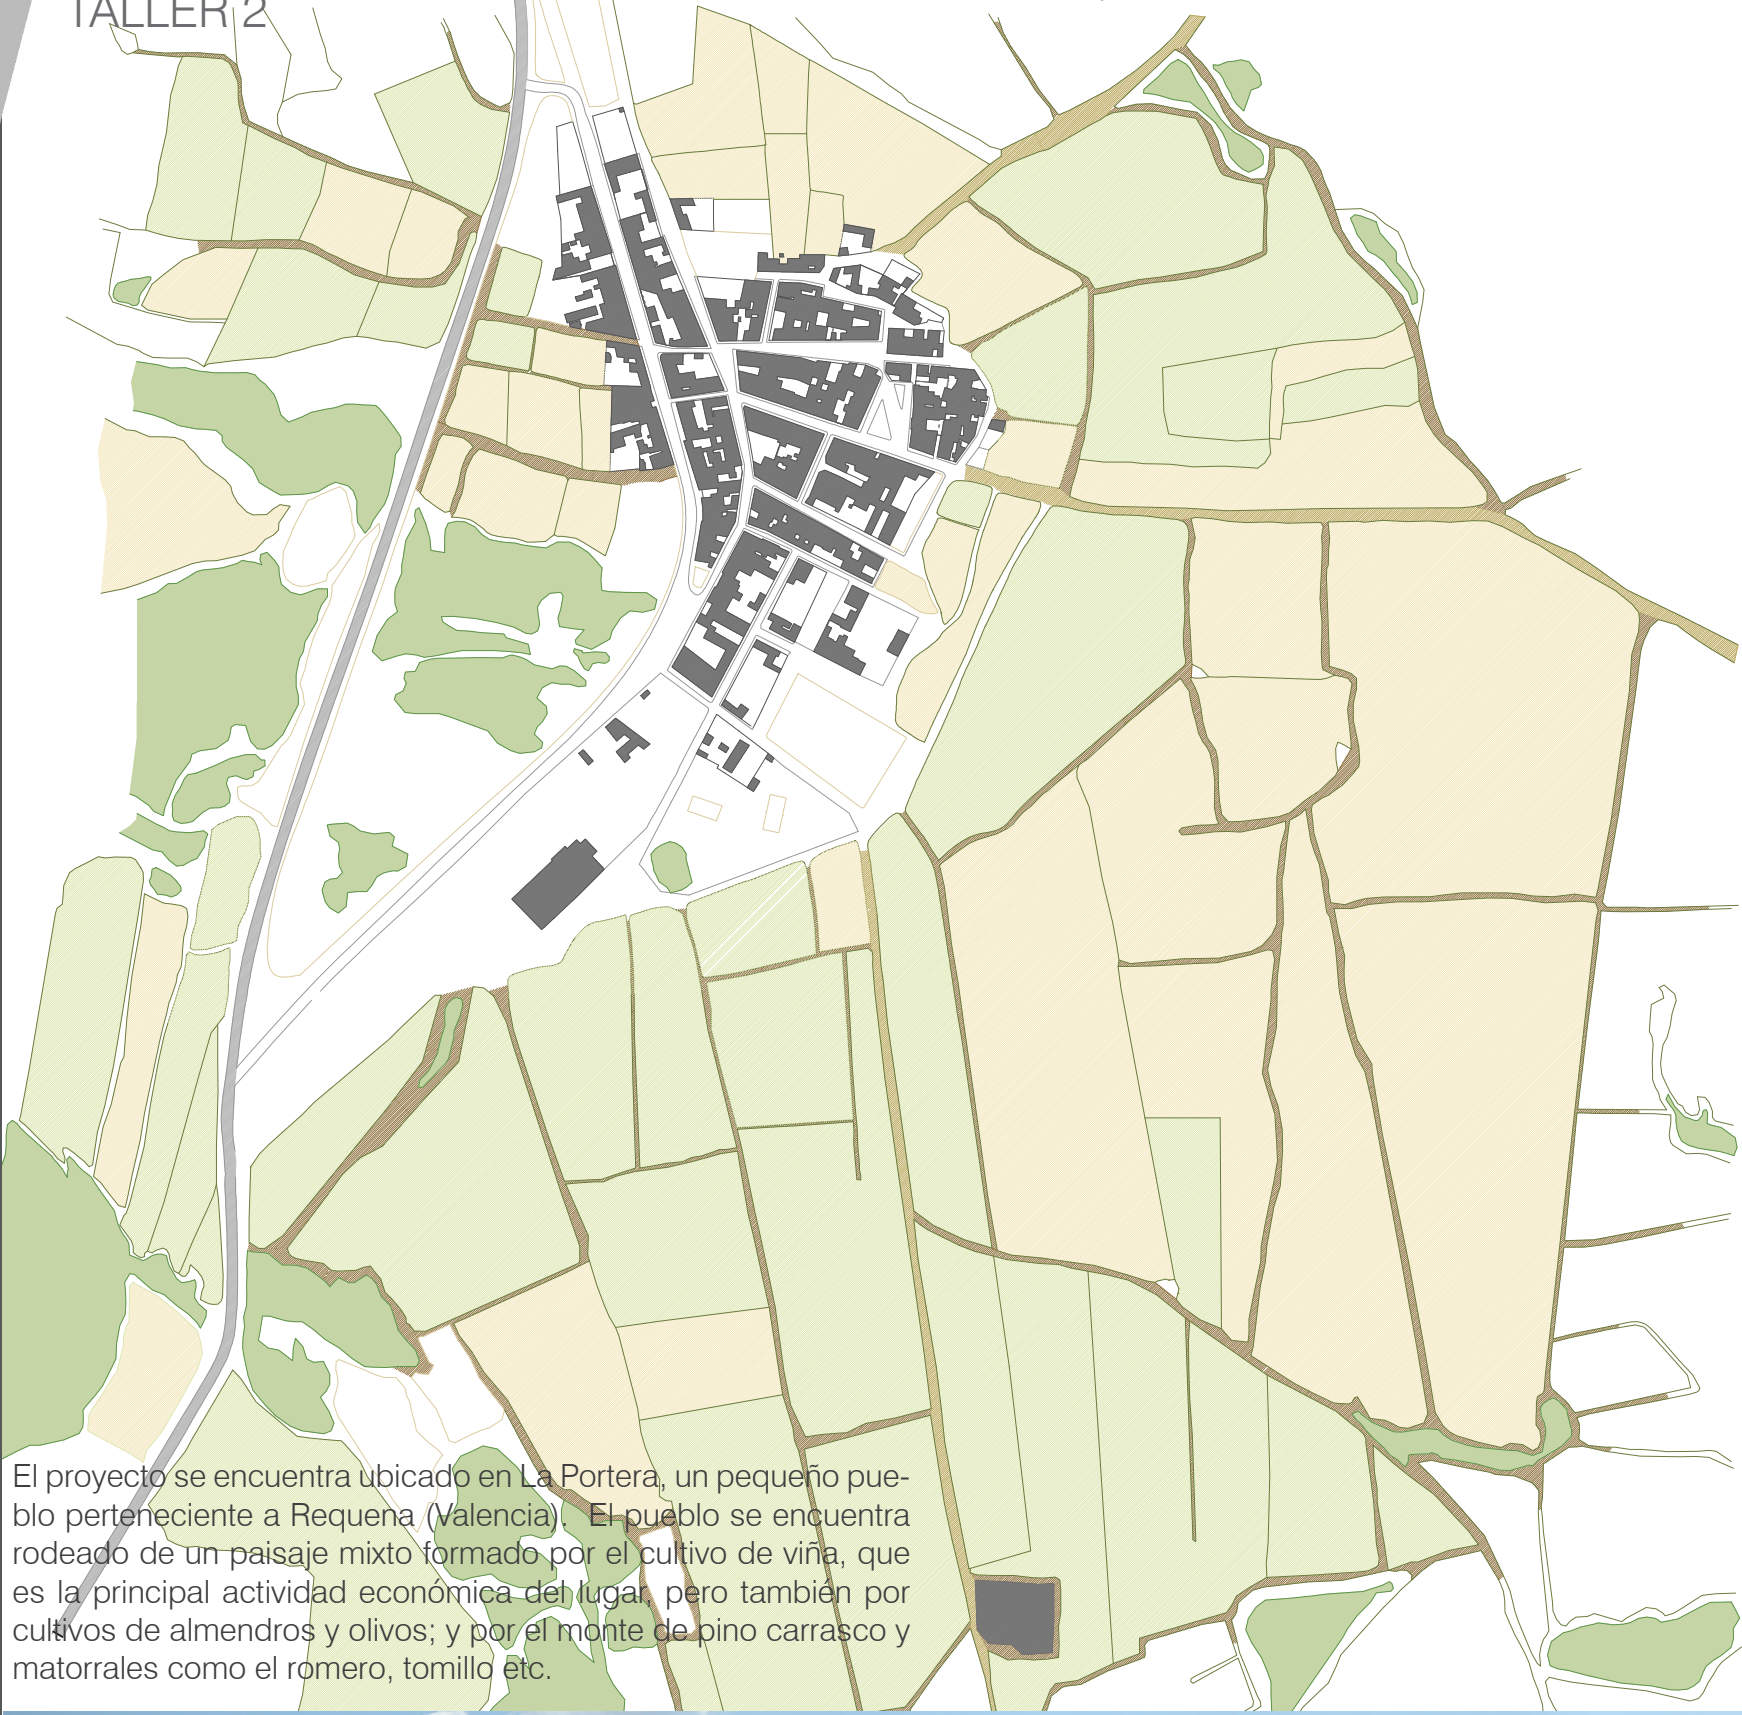 TALLER 2
El proyecto se encuentra ubicado en La Portera, un pequeño pue-
blo perteneciente a Requena (Valencia).  El pueblo se encuentra
rodeado de un paisaje mixto formado por el cultivo de viña, que
es la principal actividad económica del lugar, pero también por
cultivos de almendros y olivos; y por el monte de pino carrasco y
matorrales como el romero, tomillo etc.